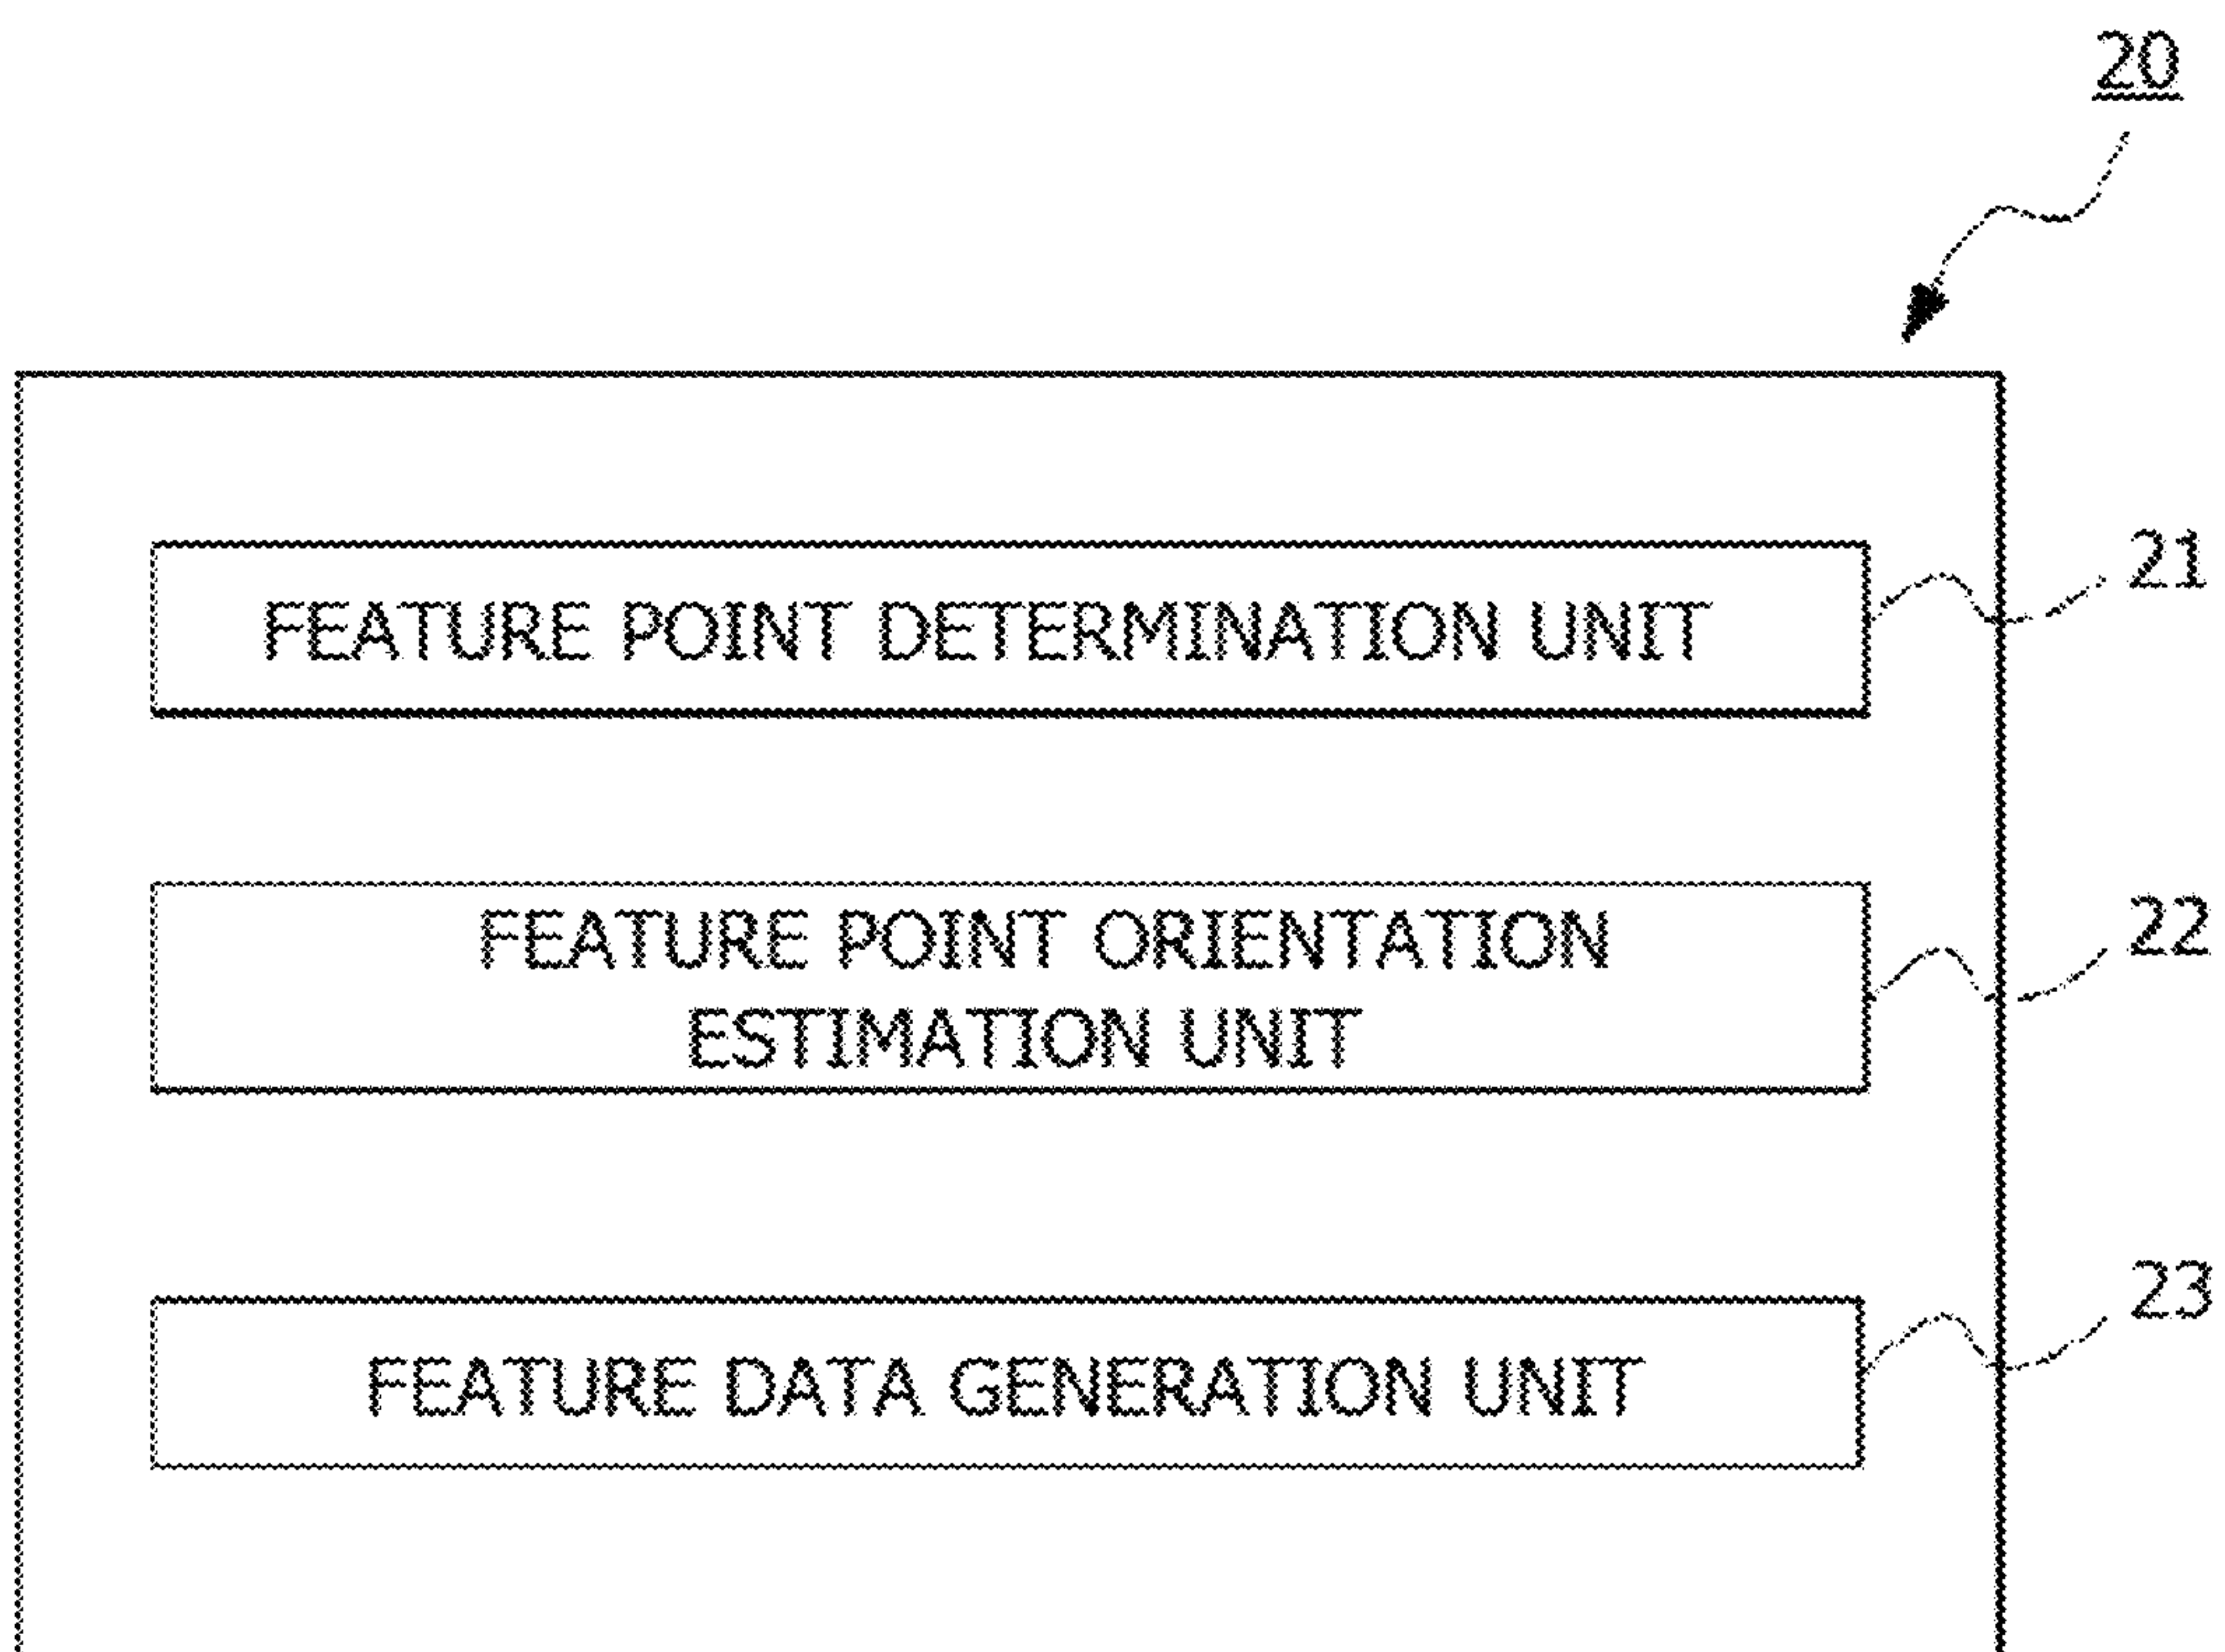 20
FEATURE POINT DETERMINATION UNIT
21
FEATURE POINT ORIENTATION
ESTIMATION UNIT
22
FEATURE DATA GENERATION UNIT
23